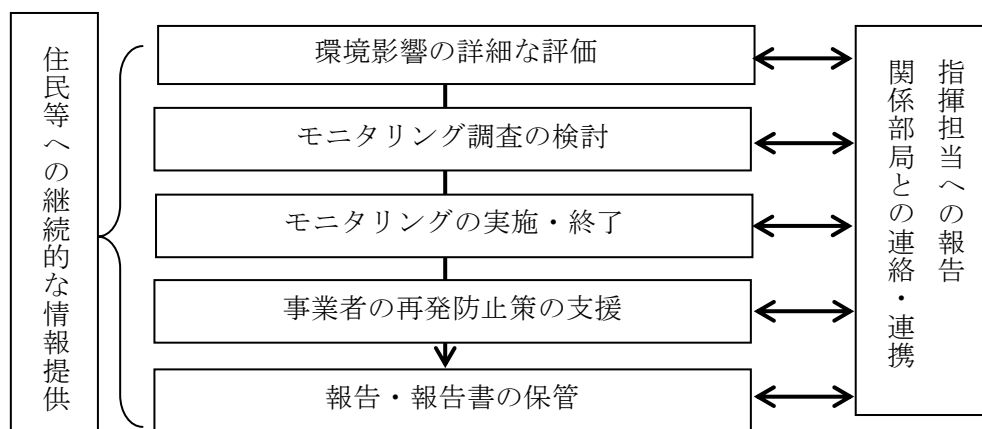 住民等への継続的な情報提供
環境影響の詳細な評価
モニタリング調査の検討
モニタリングの実施・終了
事業者の再発防止策の支援
報告・報告書の保管
指揮担当への報告
関係部局との連絡・連携